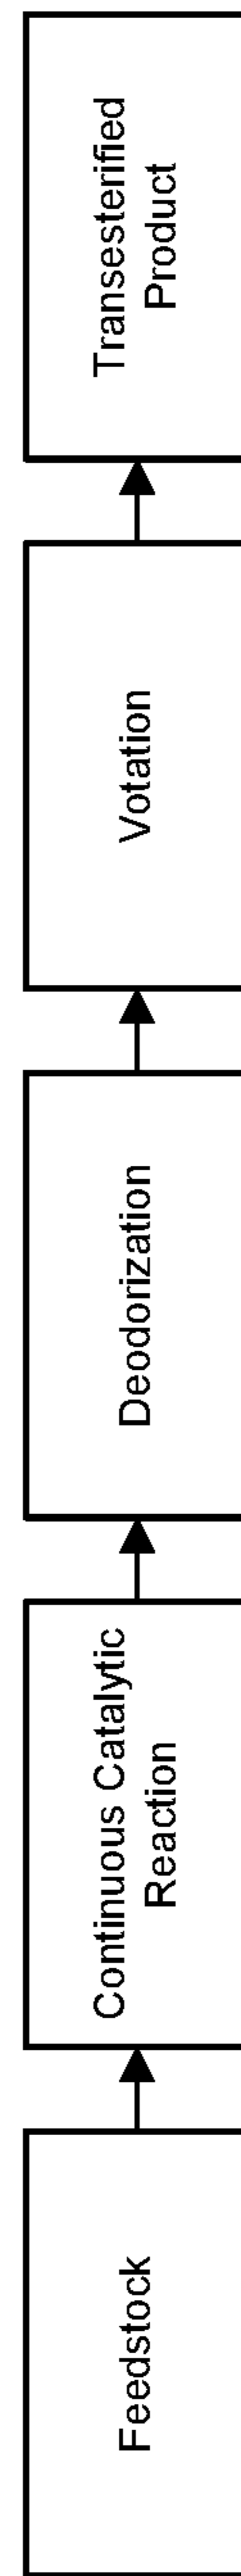 Feedstock
Continuous Catalytic
Reaction
Deodorization
Votation
Transesterified
Product